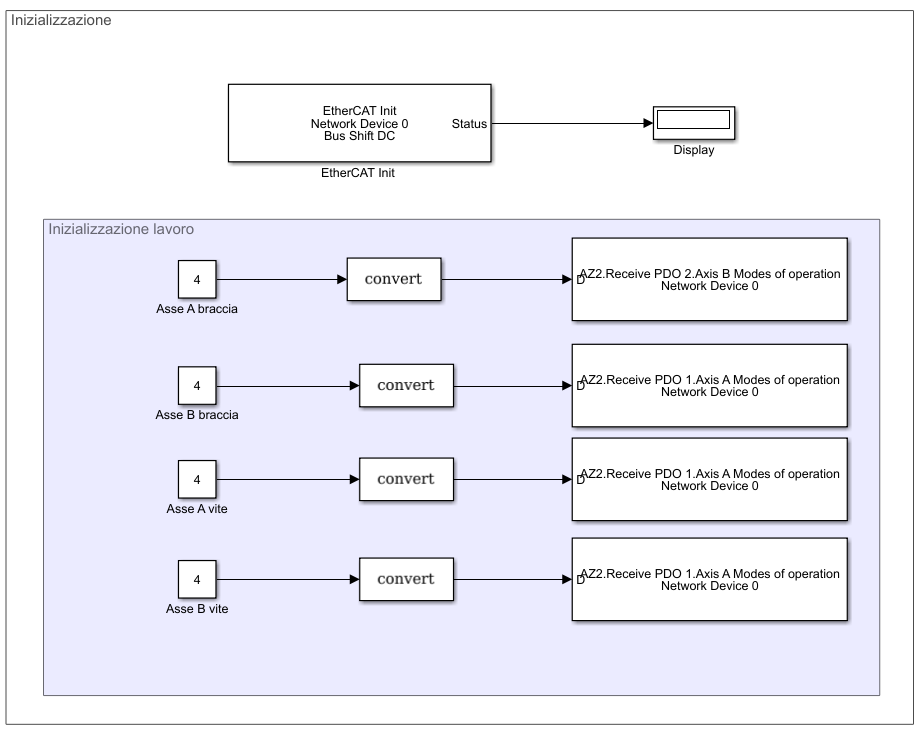 Inizializzazione
EtherCAT Init
Network Device 0
Bus Shift DC
Status
EtherCAT Init
Display
Inizializzazione lavoro
4
Asse A braccia
convert
D
AZ2.Receive PDO 2.Axis B Modes of operation
Network Device 0
4
Asse B braccia
convert
D
AZ2.Receive PDO 1.Axis A Modes of operation
Network Device 0
4
Asse A vite
convert
D
AZ2.Receive PDO 1.Axis A Modes of operation
Network Device 0
4
Asse B vite
convert
D
AZ2.Receive PDO 1.Axis A Modes of operation
Network Device 0